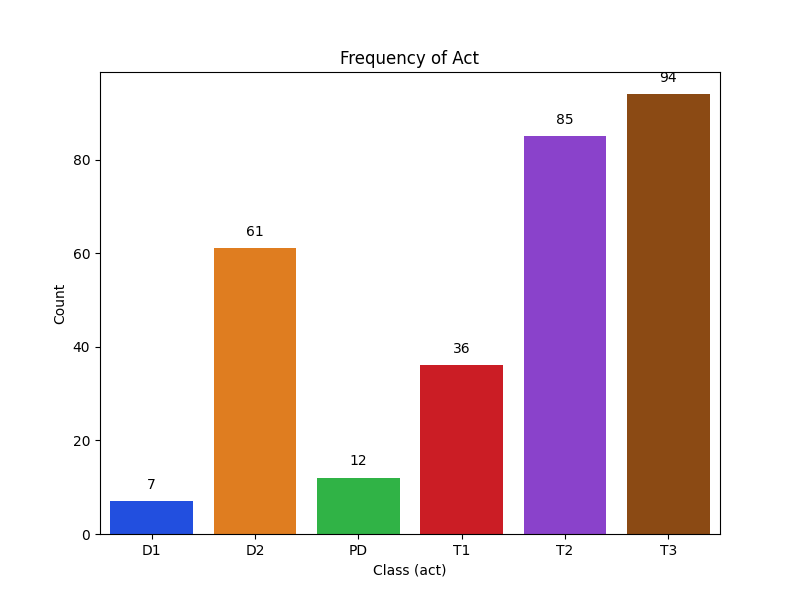 Frequency of Act
94
85
80
61
60
Count
40
36
20
12
7
0
D1 D2 PD T1 T2 T3
Class (act)